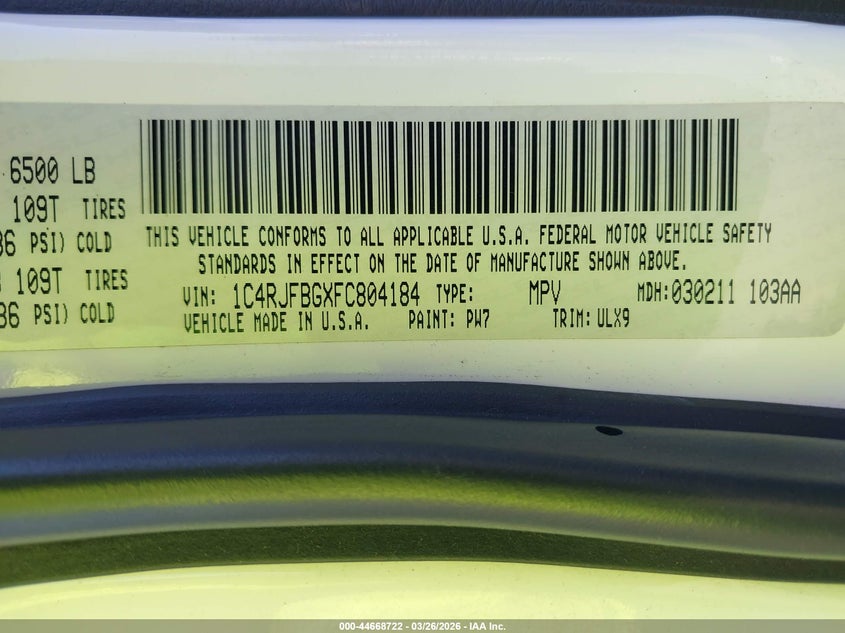 6500 LB
109T TIRES
36 PSI) COLD
109T TIRES
36 PSI) COLD
THIS VEHICLE CONFORMS TO ALL APPLICABLE U.S.A. FEDERAL MOTOR VEHICLE SAFETY
STANDARDS IN EFFECT ON THE DATE OF MANUFACTURE SHOWN ABOVE.
VIN: 1C4RJFBGXFC804184 TYPE: MPV MDH:030211 103AA
VEHICLE MADE IN U.S.A. PAINT: PW7 TRIM: ULX9
000-44668722 — 03/26/2026 — IAA Inc.